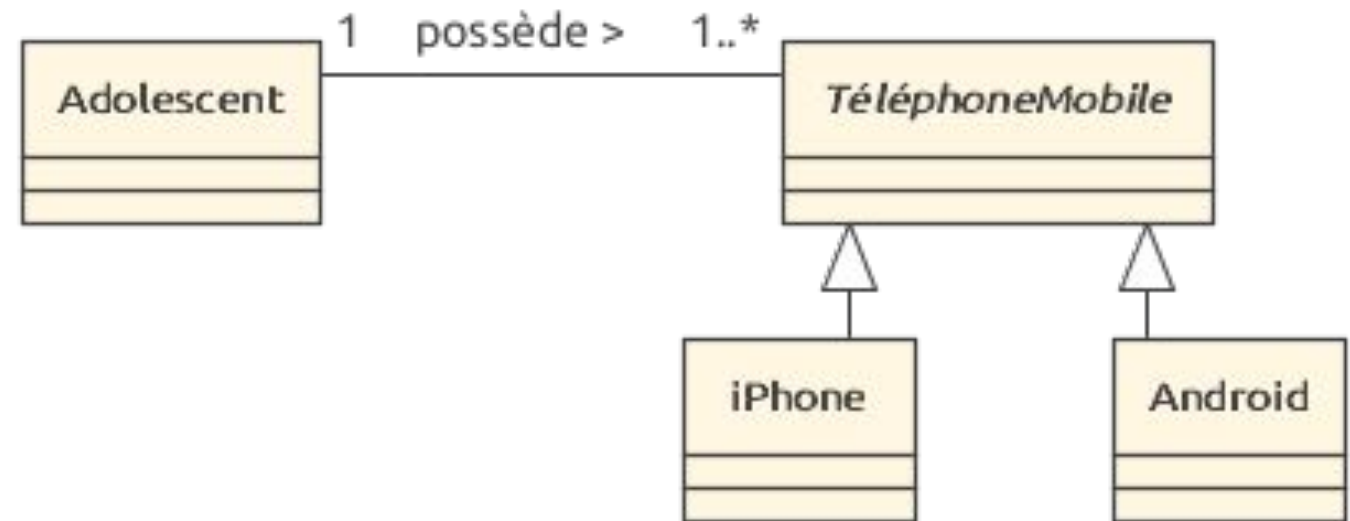 1 possède > 1..*
Adolescent
TéléphoneMobile
iPhone
Android